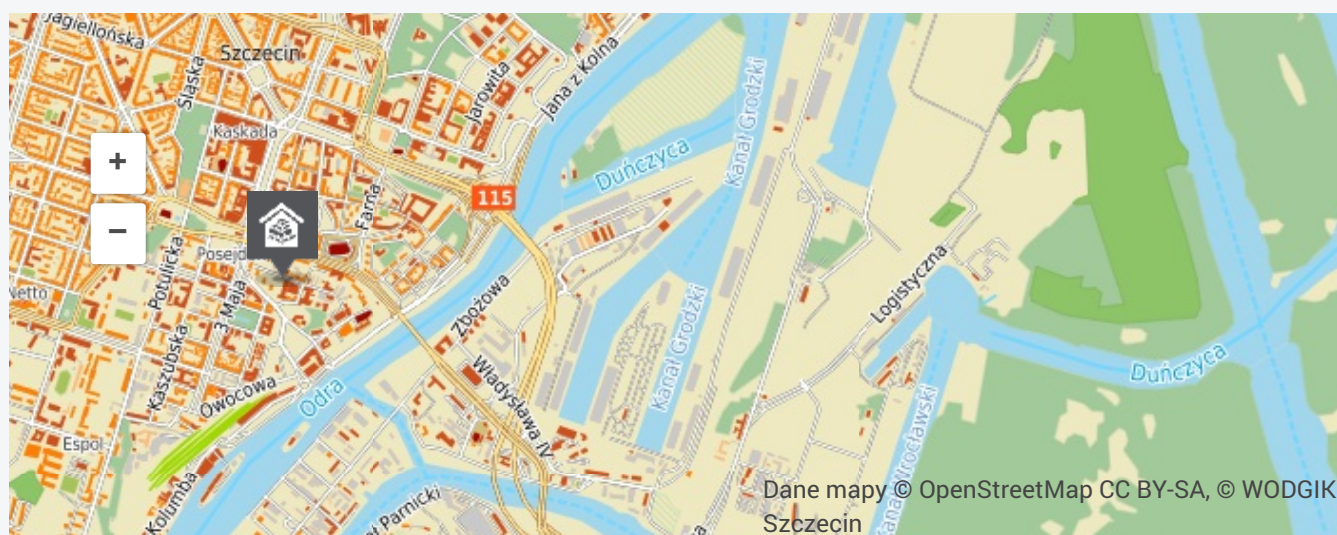 Jagiellońska
Szczecin
Śląska
Jarowita
Jana z Kolna
Kanał Grodzki
Kaskada
+
Duńczyca
115
Farna
−
Posejd
Potulicka
3 Maja
Netto
Zbożowa
Logistyczna
Kanał Grodzki
Kaszubska
Władysława IV
Duńczyca
Owocowa
Odra
Espol
Kolumba
Parnicki
Dane mapy © OpenStreetMap CC BY-SA, © WODGIK
Szczecin